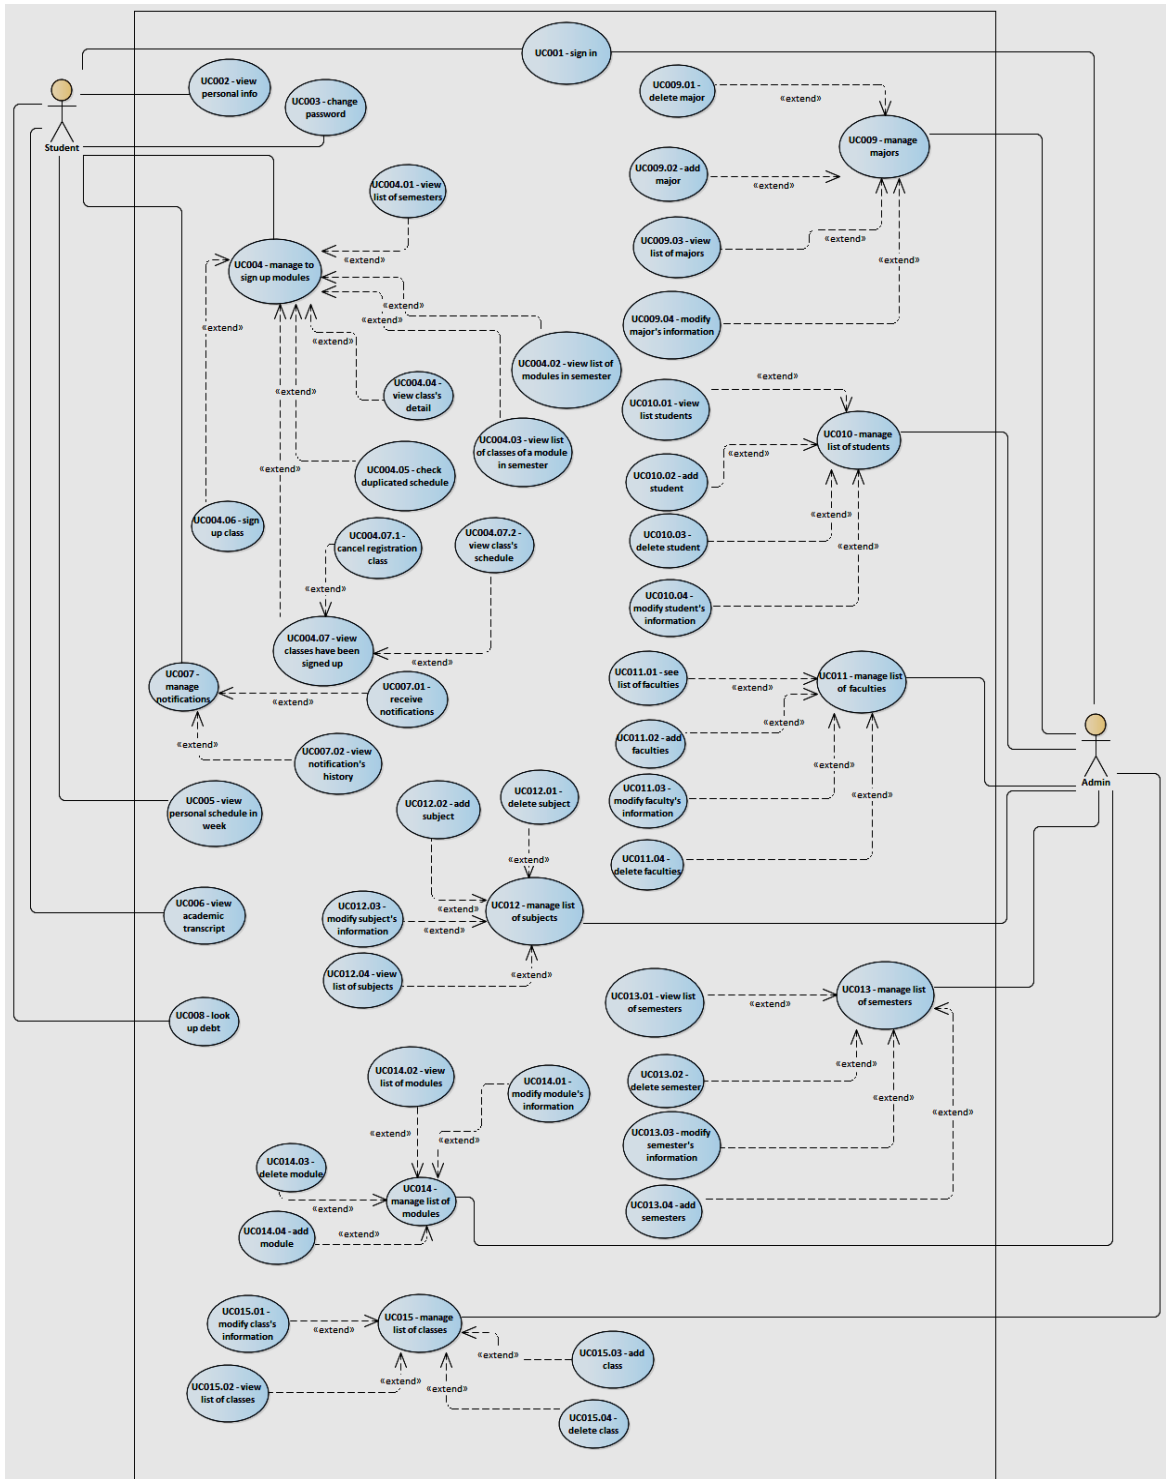 UC001 - sign in
UC002 - view
personal info
UC003 - change
password
Student
UC009.01 -
delete major
«extend»
UC009 - manage
majors
UC009.02 - add
major
«extend»
UC009.03 - view
list of majors
«extend»
«extend»
UC009.04 - modify
major's information
UC004.01 - view
list of semesters
«extend»
UC004 - manage to
sign up modules
«extend»
«extend»
«extend»
«extend»
«extend»
UC004.02 - view list of
modules in semester
UC004.04 -
view class's
detail
UC004.03 - view list
of classes of a module
in semester
«extend»
«extend»
UC004.05 - check
duplicated schedule
UC004.06 - sign
up class
UC004.07.1 -
cancel registration
class
UC004.07.2 -
view class's
schedule
«extend»
UC004.07 - view
classes have been
signed up
«extend»
«extend»
UC010.01 - view
list students
UC010 - manage
list of students
UC010.02 - add
student
«extend»
«extend»
UC010.03 -
delete student
«extend»
UC010.04 -
modify student's
information
UC007 -
manage
notifications
UC007.01 -
receive
notifications
«extend»
«extend»
UC007.02 - view
notification's
history
UC011.01 - see
list of faculties
«extend»
UC011 - manage list
of faculties
«extend»
UC011.02 - add
faculties
«extend»
UC011.03 -
modify faculty's
information
«extend»
UC011.04 -
delete faculties
Admin
UC005 - view
personal schedule in
week
UC012.02 - add
subject
UC012.01 -
delete subject
«extend»
UC006 - view
academic
transcript
UC012.03 -
modify subject's
information
«extend»
«extend»
UC012 - manage list
of subjects
UC012.04 - view
list of subjects
«extend»
UC008 - look
up debt
UC013.01 - view list
of semesters
«extend»
UC013 - manage list
of semesters
«extend»
UC013.02 -
delete semester
«extend»
«extend»
UC013.03 - modify
semester's
information
UC013.04 - add
semesters
UC014.02 - view
list of modules
UC014.01 -
modify module's
information
«extend»
«extend»
UC014.03 -
delete module
«extend»
UC014 -
manage list of
modules
UC014.04 - add
module
«extend»
UC015.01 -
modify class's
information
«extend»
UC015 - manage
list of classes
«extend»
UC015.03 - add
class
UC015.02 - view
list of classes
«extend»
«extend»
UC015.04 -
delete class